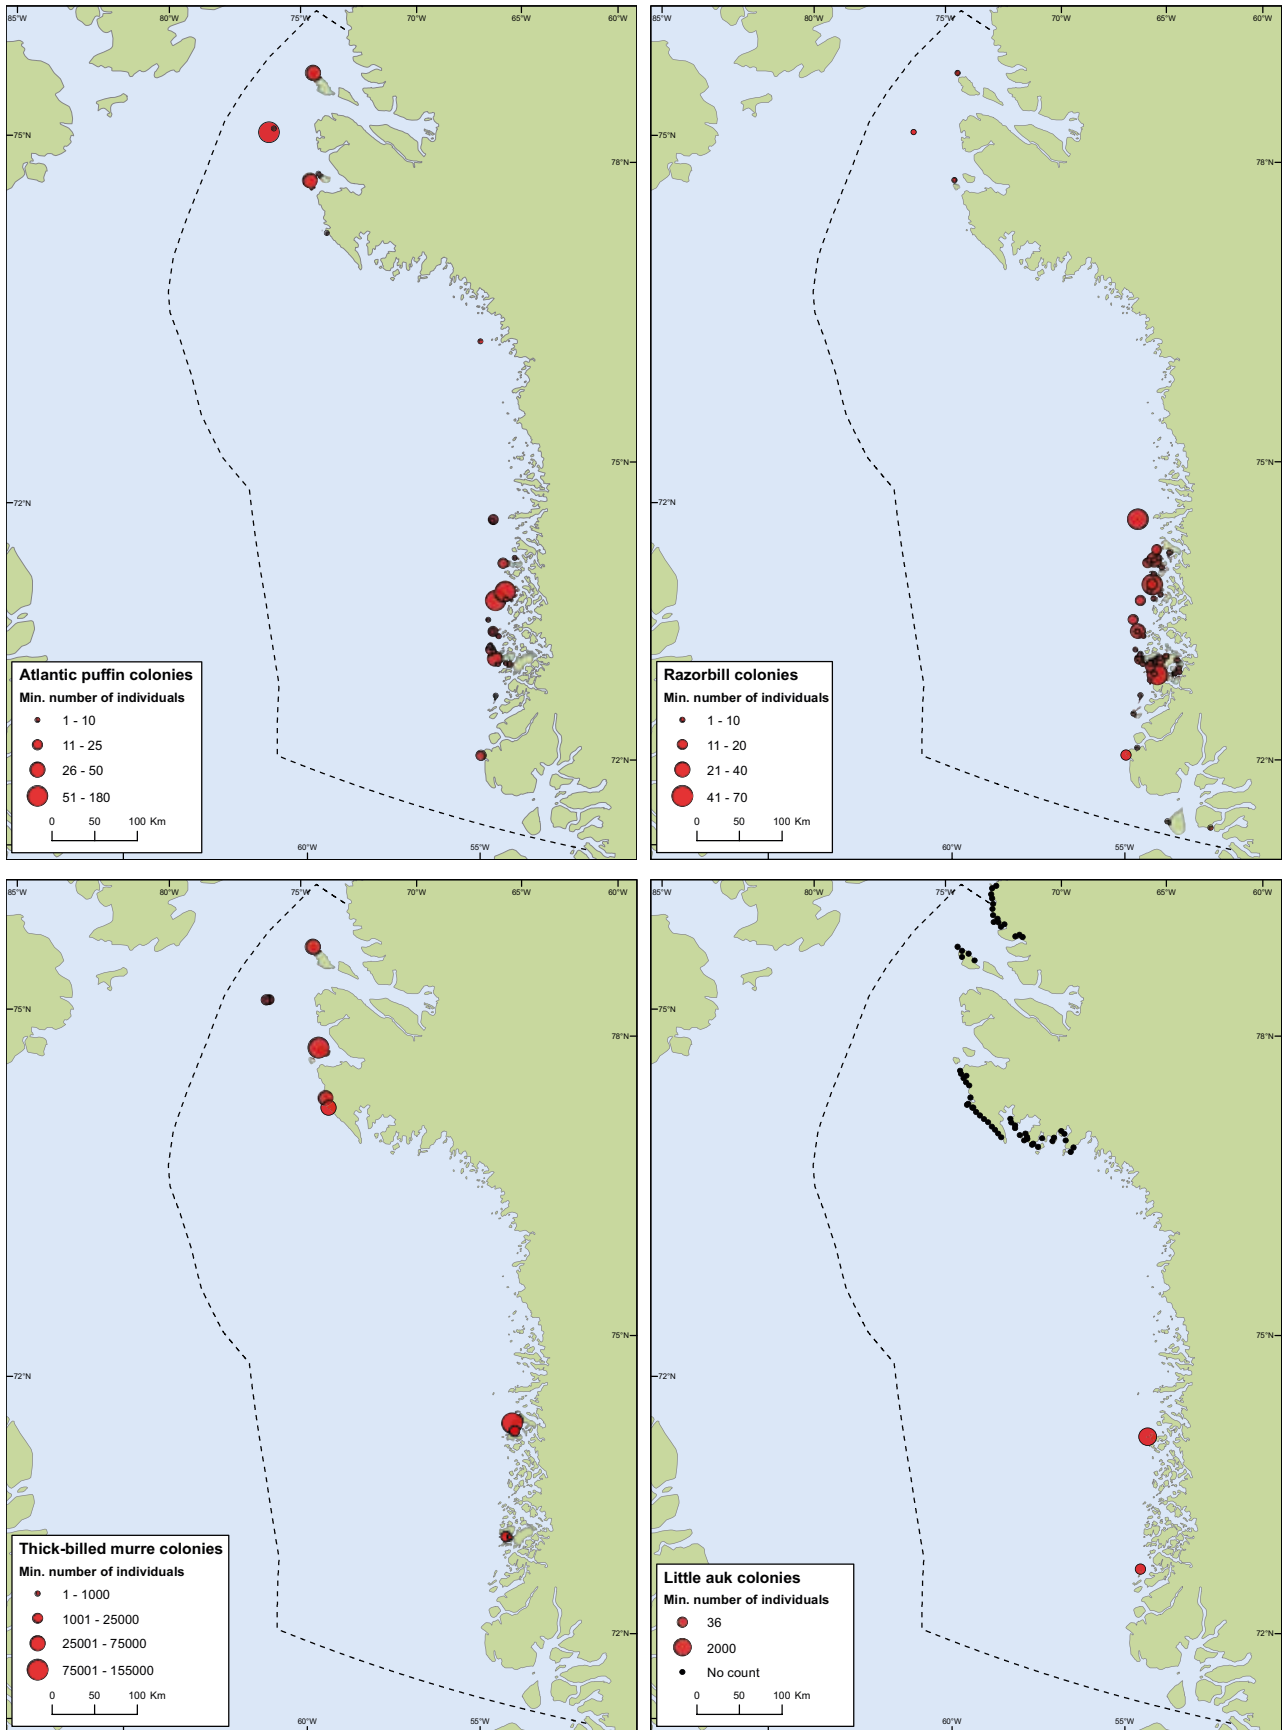 85°W 80°W 75°W 70°W 65°W 60°W
75°N
78°N
75°N
72°N
72°N
60°W 55°W
Atlantic puffin colonies
Min. number of individuals
1 - 10
11 - 25
26 - 50
51 - 180
0 50 100 Km
85°W 80°W 75°W 70°W 65°W 60°W
75°N
78°N
75°N
72°N
72°N
60°W 55°W
Razorbill colonies
Min. number of individuals
1 - 10
11 - 20
21 - 40
41 - 70
0 50 100 Km
85°W 80°W 75°W 70°W 65°W 60°W
75°N
78°N
75°N
72°N
72°N
60°W 55°W
Thick-billed murre colonies
Min. number of individuals
1 - 1000
1001 - 25000
25001 - 75000
75001 - 155000
0 50 100 Km
85°W 80°W 75°W 70°W 65°W 60°W
75°N
78°N
75°N
72°N
72°N
60°W 55°W
Little auk colonies
Min. number of individuals
36
2000
No count
0 50 100 Km